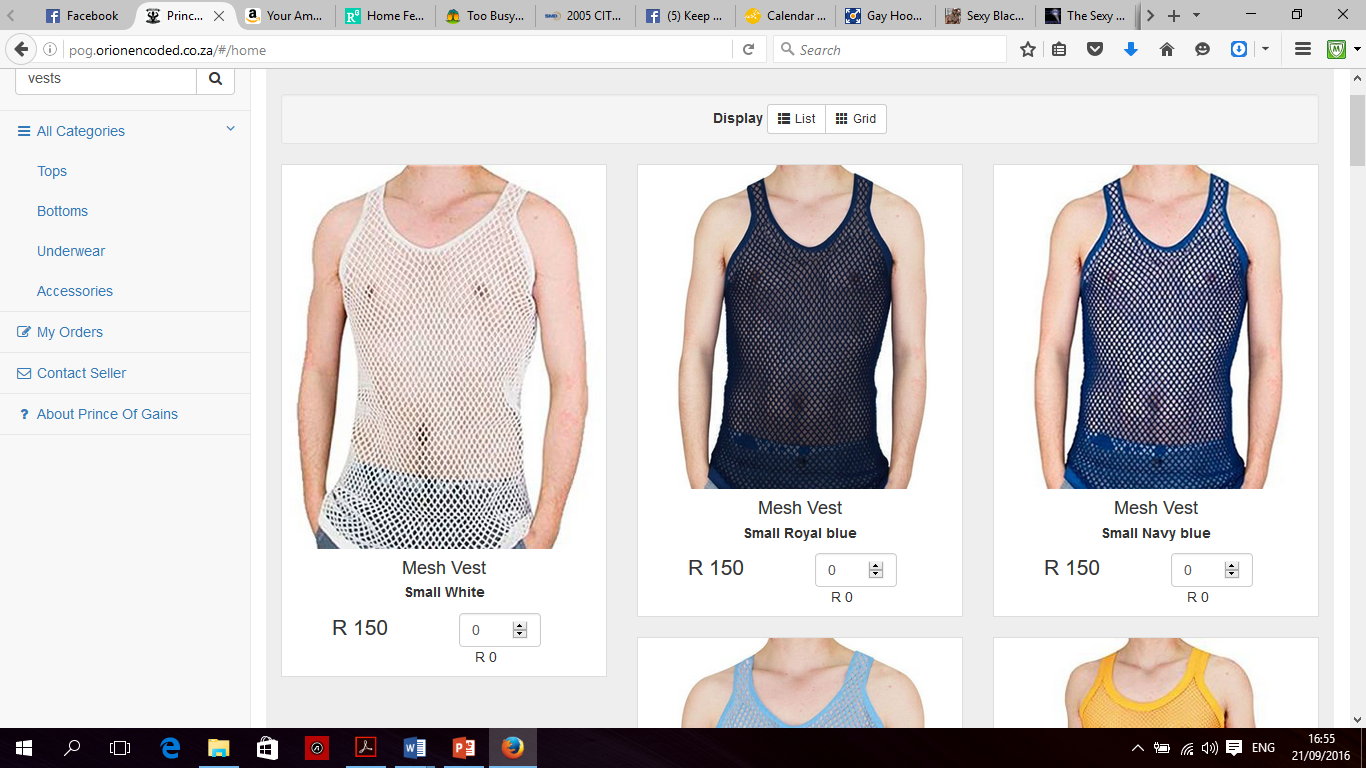 Facebook
Princ...
Your Am...
Home Fe...
Too Busy...
2005 CIT...
(5) Keep ...
Calendar ...
Gay Hoo...
Sexy Blac...
The Sexy ...
pog.orionencoded.co.za/#/home
Search
vests
All Categories
Tops
Bottoms
Underwear
Accessories
My Orders
Contact Seller
? About Prince Of Gains
Display List Grid
Mesh Vest
Small White
R 150 0
R 0
Mesh Vest
Small Royal blue
R 150 0
R 0
Mesh Vest
Small Navy blue
R 150 0
R 0
ENG
16:55
21/09/2016